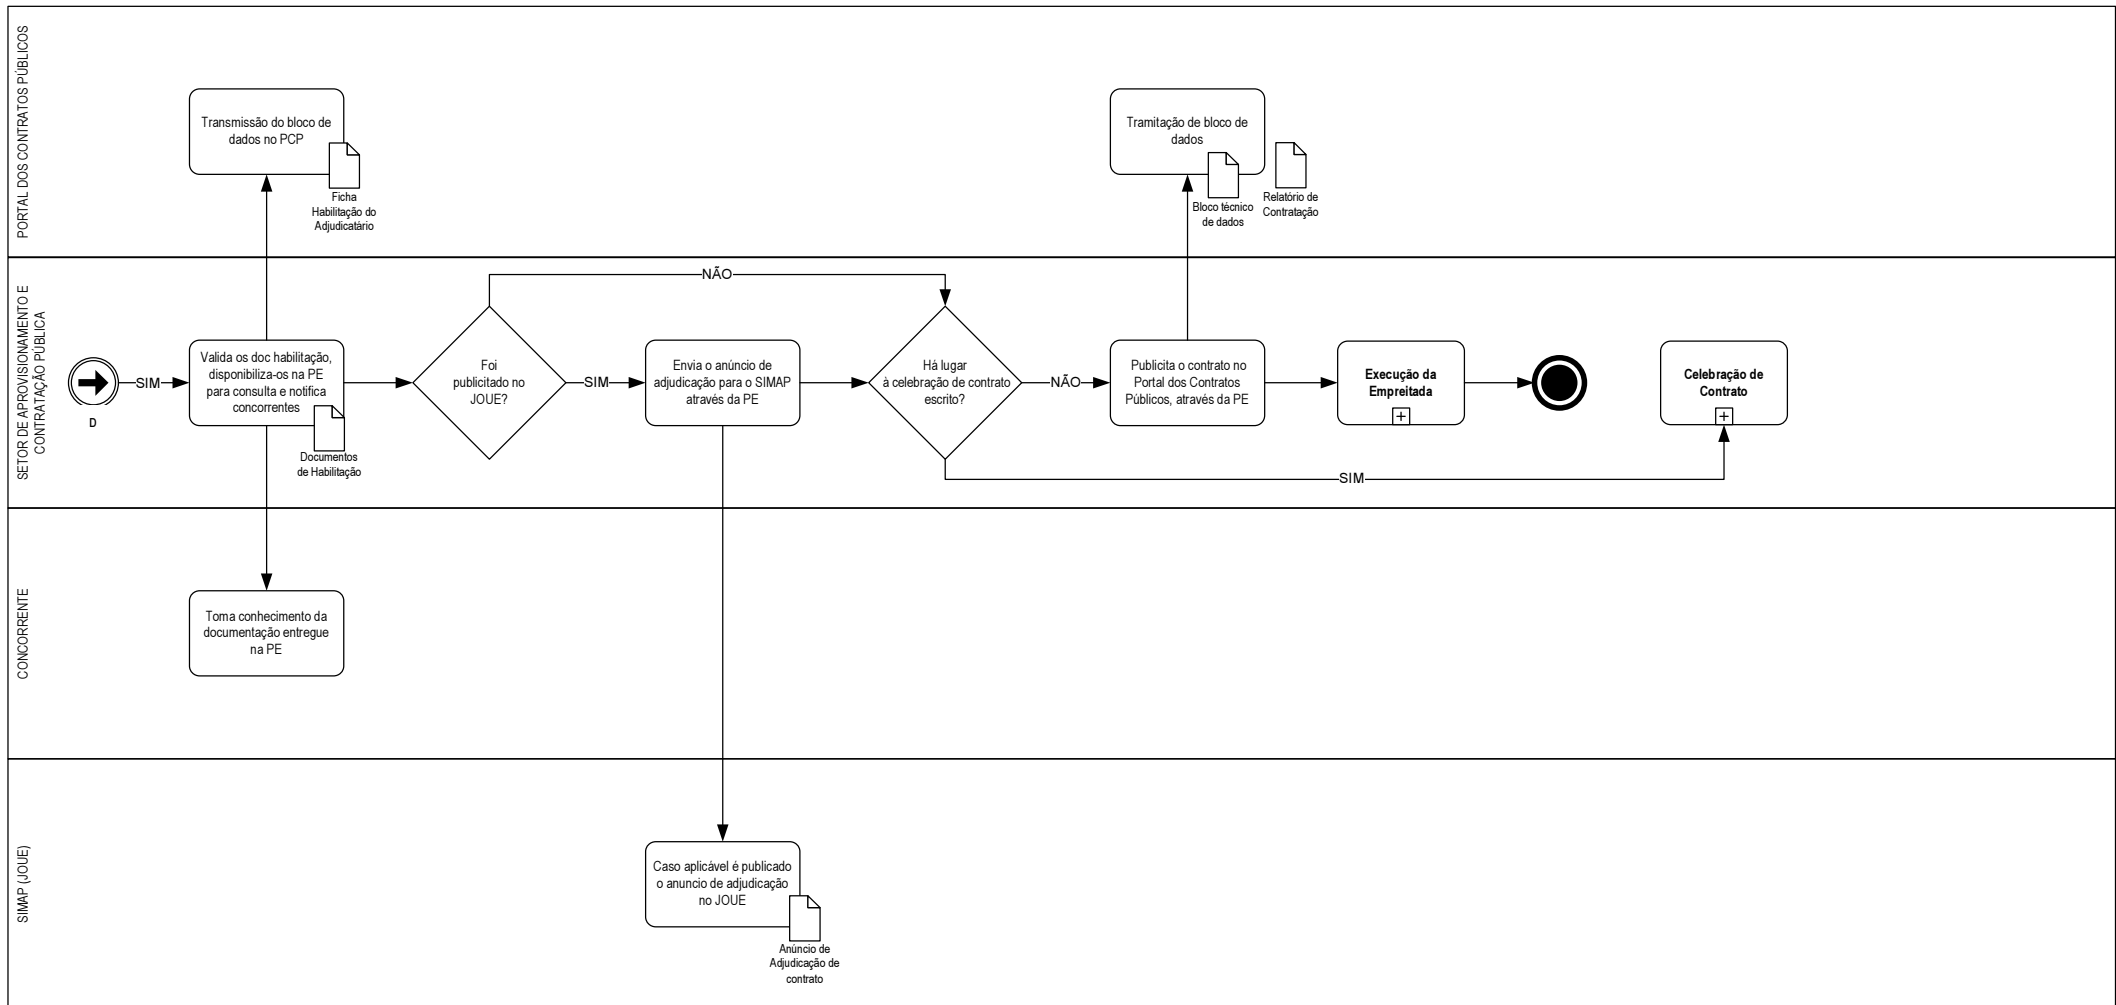 PORTAL DOS CONTRATOS PÚBLICOS
Transmissão do bloco de
dados no PCP
Ficha
Habilitação do
Adjudicatário
Tramitação de bloco de
dados
Bloco técnico
de dados
Relatório de
Contratação
SETOR DE APROVISIONAMENTO E
CONTRATAÇÃO PÚBLICA
D
SIM
Valida os doc habilitação,
disponibiliza-os na PE
para consulta e notifica
concorrentes
Documentos
de Habilitação
Foi
publicitado no
JOUE?
NÃO
SIM
Envia o anúncio de
adjudicação para o SIMAP
através da PE
Há lugar
à celebração de contrato
escrito?
NÃO
Publicita o contrato no
Portal dos Contratos
Públicos, através da PE
Execução da
Empreitada
Celebração de
Contrato
SIM
CONCORRENTE
Toma conhecimento da
documentação entregue
na PE
SIMAP (JOUE)
Caso aplicável é publicado
o anuncio de adjudicação
no JOUE
Anúncio de
Adjudicação de
contrato